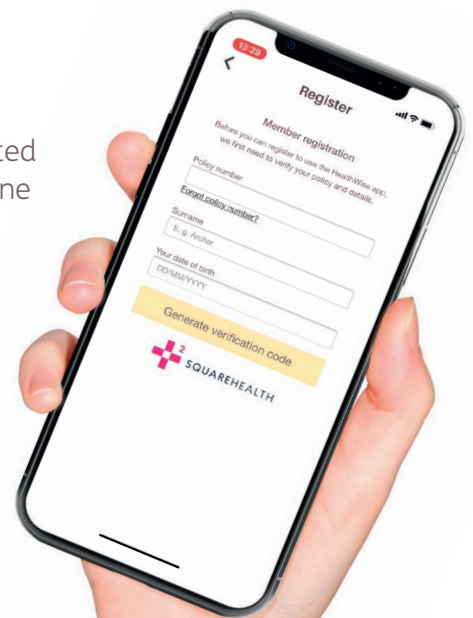 ted
ne
13:29
Register
Member registration
Before you can register to use the HealthWise app,
we first need to verify your policy and details.
Policy number
Forgot policy number?
Surname
E. g. Archer
Your date of birth
DD/MM/YYYY
Generate verification code
2
SQUAREHEALTH